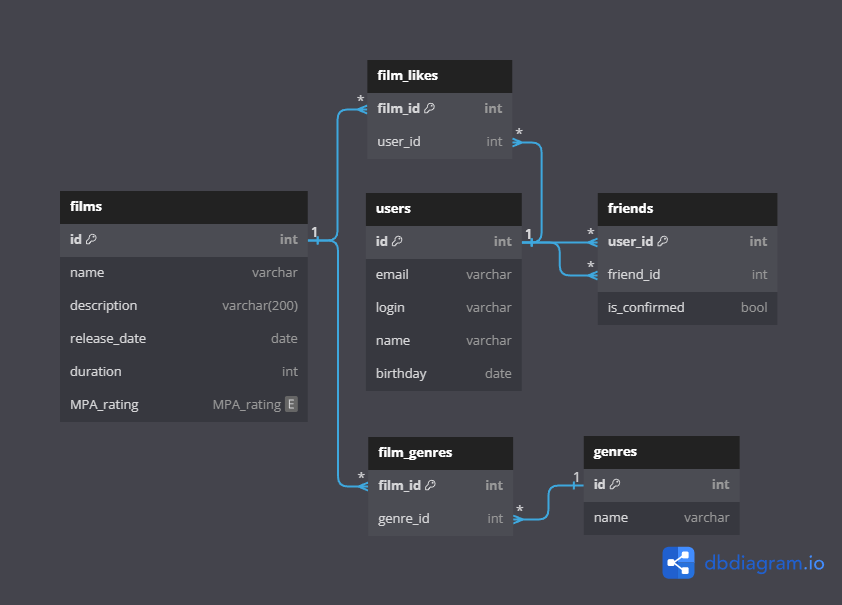 film_likes
* film_id int
user_id int *
films
id int 1
name varchar
description varchar(200)
release_date date
duration int
MPA_rating MPA_rating E
users
id int 1
email varchar
login varchar
name varchar
birthday date
friends
* user_id int
* friend_id int
is_confirmed bool
film_genres
* film_id int
genre_id int *
genres
1 id int
name varchar
dbdiagram.io